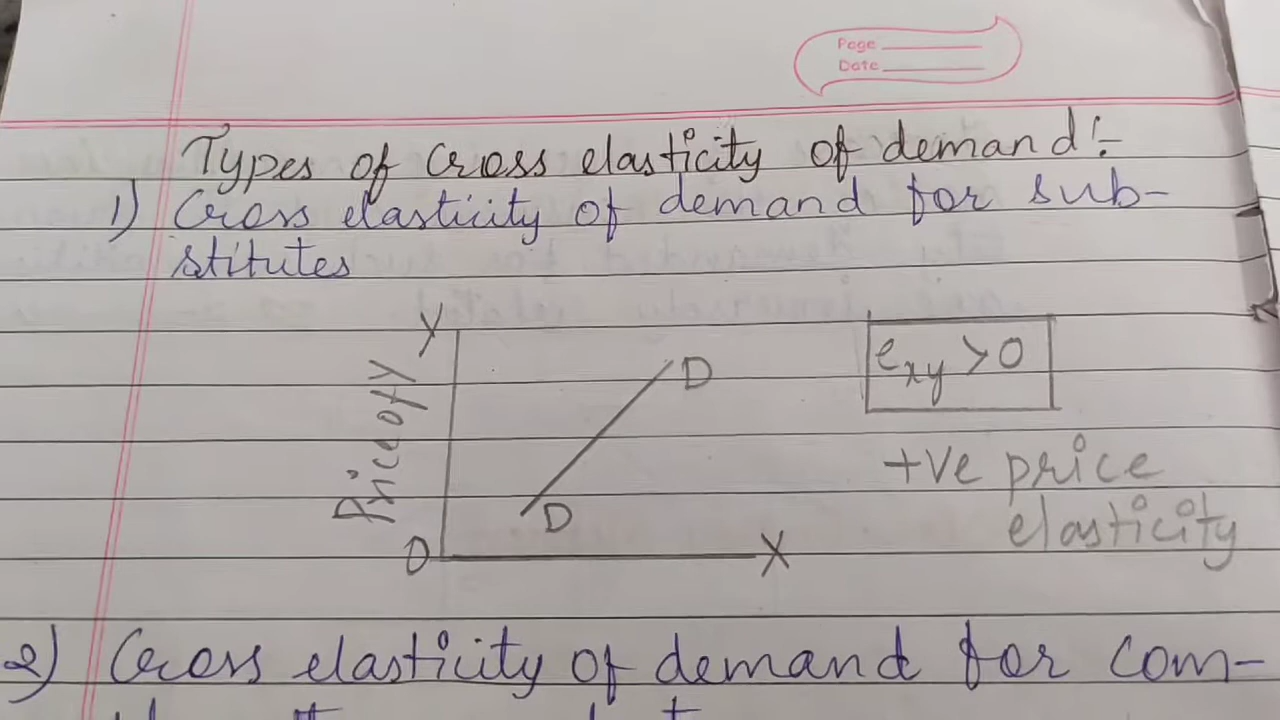 Page
Date
Types of cross elasticity of demand :-
1) Cross elasticity of demand for sub-
stitutes
Y
Price of y
D
D
O
X
exy > 0
+ve price
elasticity
2) Cross elasticity of demand for com-